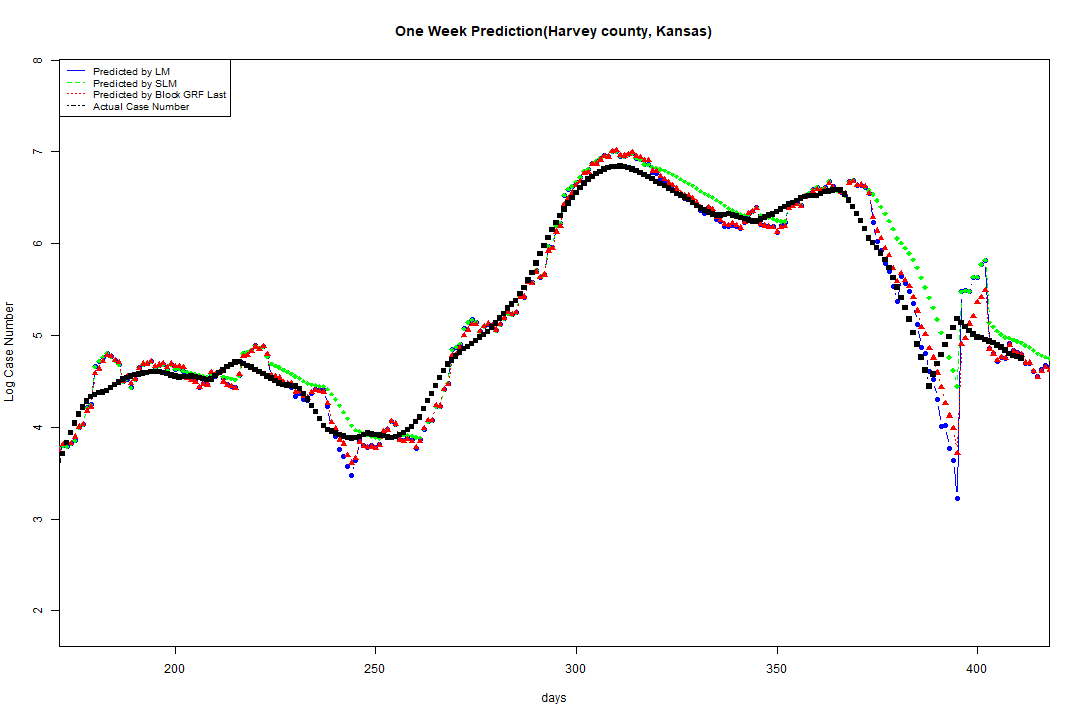 One Week Prediction(Harvey county, Kansas)
Predicted by LM
Predicted by SLM
Predicted by Block GRF Last
Actual Case Number
8
7
6
5
4
3
2
Log Case Number
200 250 300 350 400
days